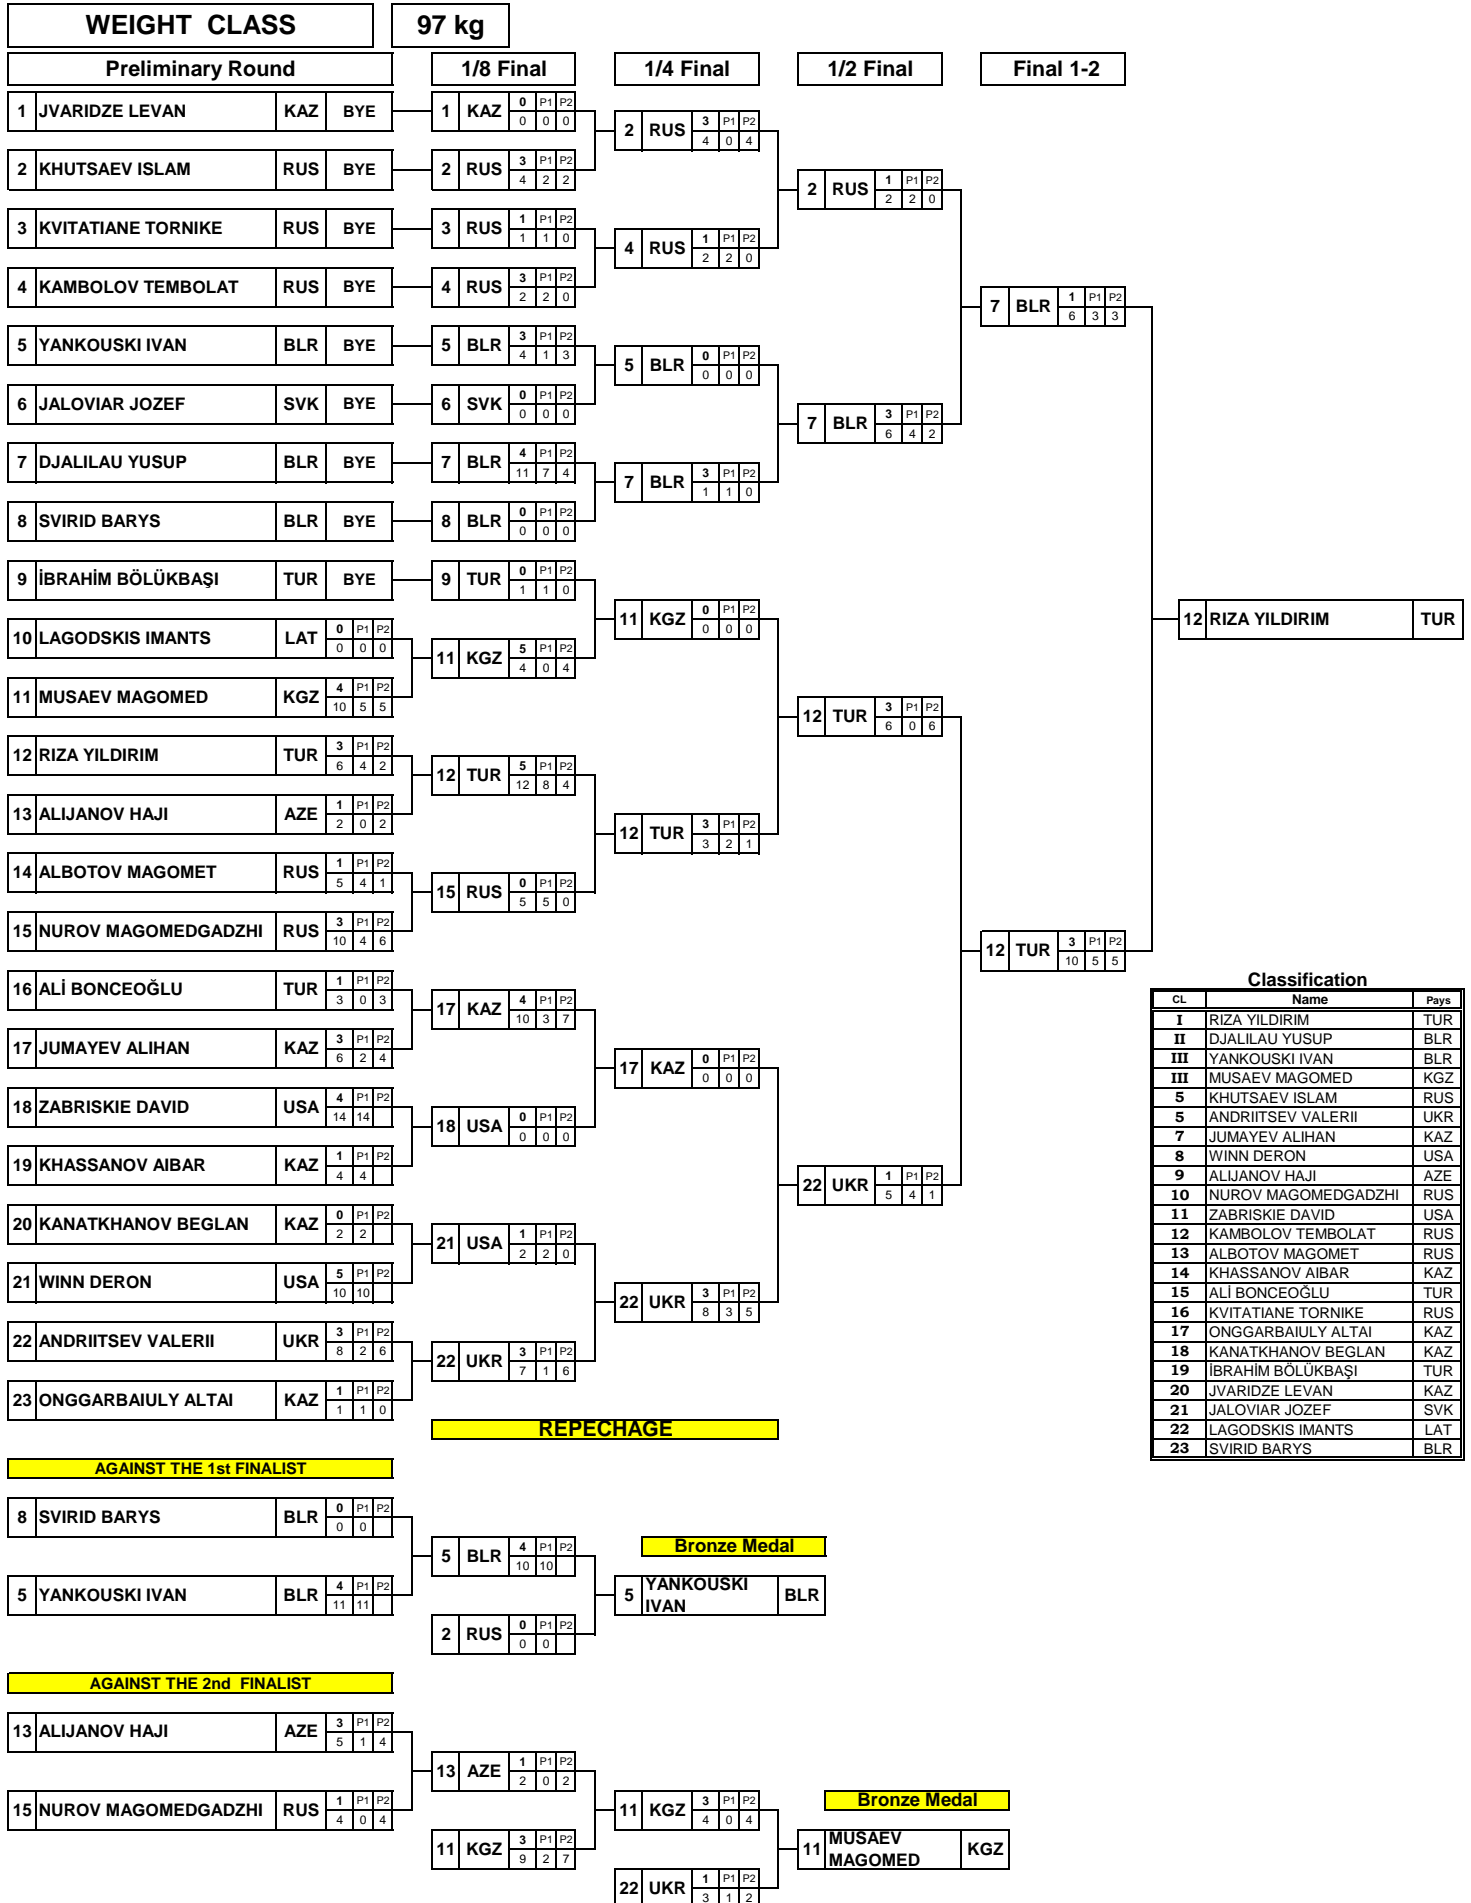 WEIGHT CLASS 97 kg
Preliminary Round 1/8 Final 1/4 Final 1/2 Final Final 1-2
1 JVARIDZE LEVAN KAZ BYE 1 KAZ 0 P1 P2
0 0 0
2 RUS 3 P1 P2
4 0 4
2 KHUTSAEV ISLAM RUS BYE 2 RUS 3 P1 P2
4 2 2
2 RUS 1 P1 P2
2 2 0
3 KVITATIANE TORNIKE RUS BYE 3 RUS 1 P1 P2
1 1 0
4 RUS 1 P1 P2
2 2 0
4 KAMBOLOV TEMBOLAT RUS BYE 4 RUS 3 P1 P2
2 2 0
7 BLR 1 P1 P2
6 3 3
5 YANKOUSKI IVAN BLR BYE 5 BLR 3 P1 P2
4 1 3
5 BLR 0 P1 P2
0 0 0
6 JALOVIAR JOZEF SVK BYE 6 SVK 0 P1 P2
0 0 0
7 BLR 3 P1 P2
6 4 2
7 DJALILAU YUSUP BLR BYE 7 BLR 4 P1 P2
11 7 4
7 BLR 3 P1 P2
1 1 0
8 SVIRID BARYS BLR BYE 8 BLR 0 P1 P2
0 0 0
9 İBRAHİM BÖLÜKBAŞI TUR BYE 9 TUR 0 P1 P2
1 1 0
11 KGZ 0 P1 P2
0 0 0
12 RIZA YILDIRIM TUR
10 LAGODSKIS IMANTS LAT 0 P1 P2
0 0 0
11 KGZ 5 P1 P2
4 0 4
11 MUSAEV MAGOMED KGZ 4 P1 P2
10 5 5
12 TUR 3 P1 P2
6 0 6
12 RIZA YILDIRIM TUR 3 P1 P2
6 4 2
12 TUR 5 P1 P2
12 8 4
13 ALIJANOV HAJI AZE 1 P1 P2
2 0 2
12 TUR 3 P1 P2
3 2 1
14 ALBOTOV MAGOMET RUS 1 P1 P2
5 4 1
15 RUS 0 P1 P2
5 5 0
15 NUROV MAGOMEDGADZHI RUS 3 P1 P2
10 4 6
12 TUR 3 P1 P2
10 5 5
16 ALİ BONCEOĞLU TUR 1 P1 P2
3 0 3
17 KAZ 4 P1 P2
10 3 7
17 JUMAYEV ALIHAN KAZ 3 P1 P2
6 2 4
17 KAZ 0 P1 P2
0 0 0
18 ZABRISKIE DAVID USA 4 P1 P2
14 14
18 USA 0 P1 P2
0 0 0
19 KHASSANOV AIBAR KAZ 1 P1 P2
4 4
22 UKR 1 P1 P2
5 4 1
20 KANATKHANOV BEGLAN KAZ 0 P1 P2
2 2
21 USA 1 P1 P2
2 2 0
21 WINN DERON USA 5 P1 P2
10 10
22 UKR 3 P1 P2
8 3 5
22 ANDRIITSEV VALERII UKR 3 P1 P2
8 2 6
22 UKR 3 P1 P2
7 1 6
23 ONGGARBAIULY ALTAI KAZ 1 P1 P2
1 1 0
Classification
CL Name Pays
I RIZA YILDIRIM TUR
II DJALILAU YUSUP BLR
III YANKOUSKI IVAN BLR
III MUSAEV MAGOMED KGZ
5 KHUTSAEV ISLAM RUS
5 ANDRIITSEV VALERII UKR
7 JUMAYEV ALIHAN KAZ
8 WINN DERON USA
9 ALIJANOV HAJI AZE
10 NUROV MAGOMEDGADZHI RUS
11 ZABRISKIE DAVID USA
12 KAMBOLOV TEMBOLAT RUS
13 ALBOTOV MAGOMET RUS
14 KHASSANOV AIBAR KAZ
15 ALİ BONCEOĞLU TUR
16 KVITATIANE TORNIKE RUS
17 ONGGARBAIULY ALTAI KAZ
18 KANATKHANOV BEGLAN KAZ
19 İBRAHİM BÖLÜKBAŞI TUR
20 JVARIDZE LEVAN KAZ
21 JALOVIAR JOZEF SVK
22 LAGODSKIS IMANTS LAT
23 SVIRID BARYS BLR
REPECHAGE
AGAINST THE 1st FINALIST
8 SVIRID BARYS BLR 0 P1 P2
0 0
5 BLR 4 P1 P2
10 10
Bronze Medal
5 YANKOUSKI IVAN BLR 4 P1 P2
11 11
5 YANKOUSKI
IVAN BLR
2 RUS 0 P1 P2
0 0
AGAINST THE 2nd FINALIST
13 ALIJANOV HAJI AZE 3 P1 P2
5 1 4
13 AZE 1 P1 P2
2 0 2
15 NUROV MAGOMEDGADZHI RUS 1 P1 P2
4 0 4
11 KGZ 3 P1 P2
4 0 4
Bronze Medal
11 KGZ 3 P1 P2
9 2 7
11 MUSAEV
MAGOMED KGZ
22 UKR 1 P1 P2
3 1 2